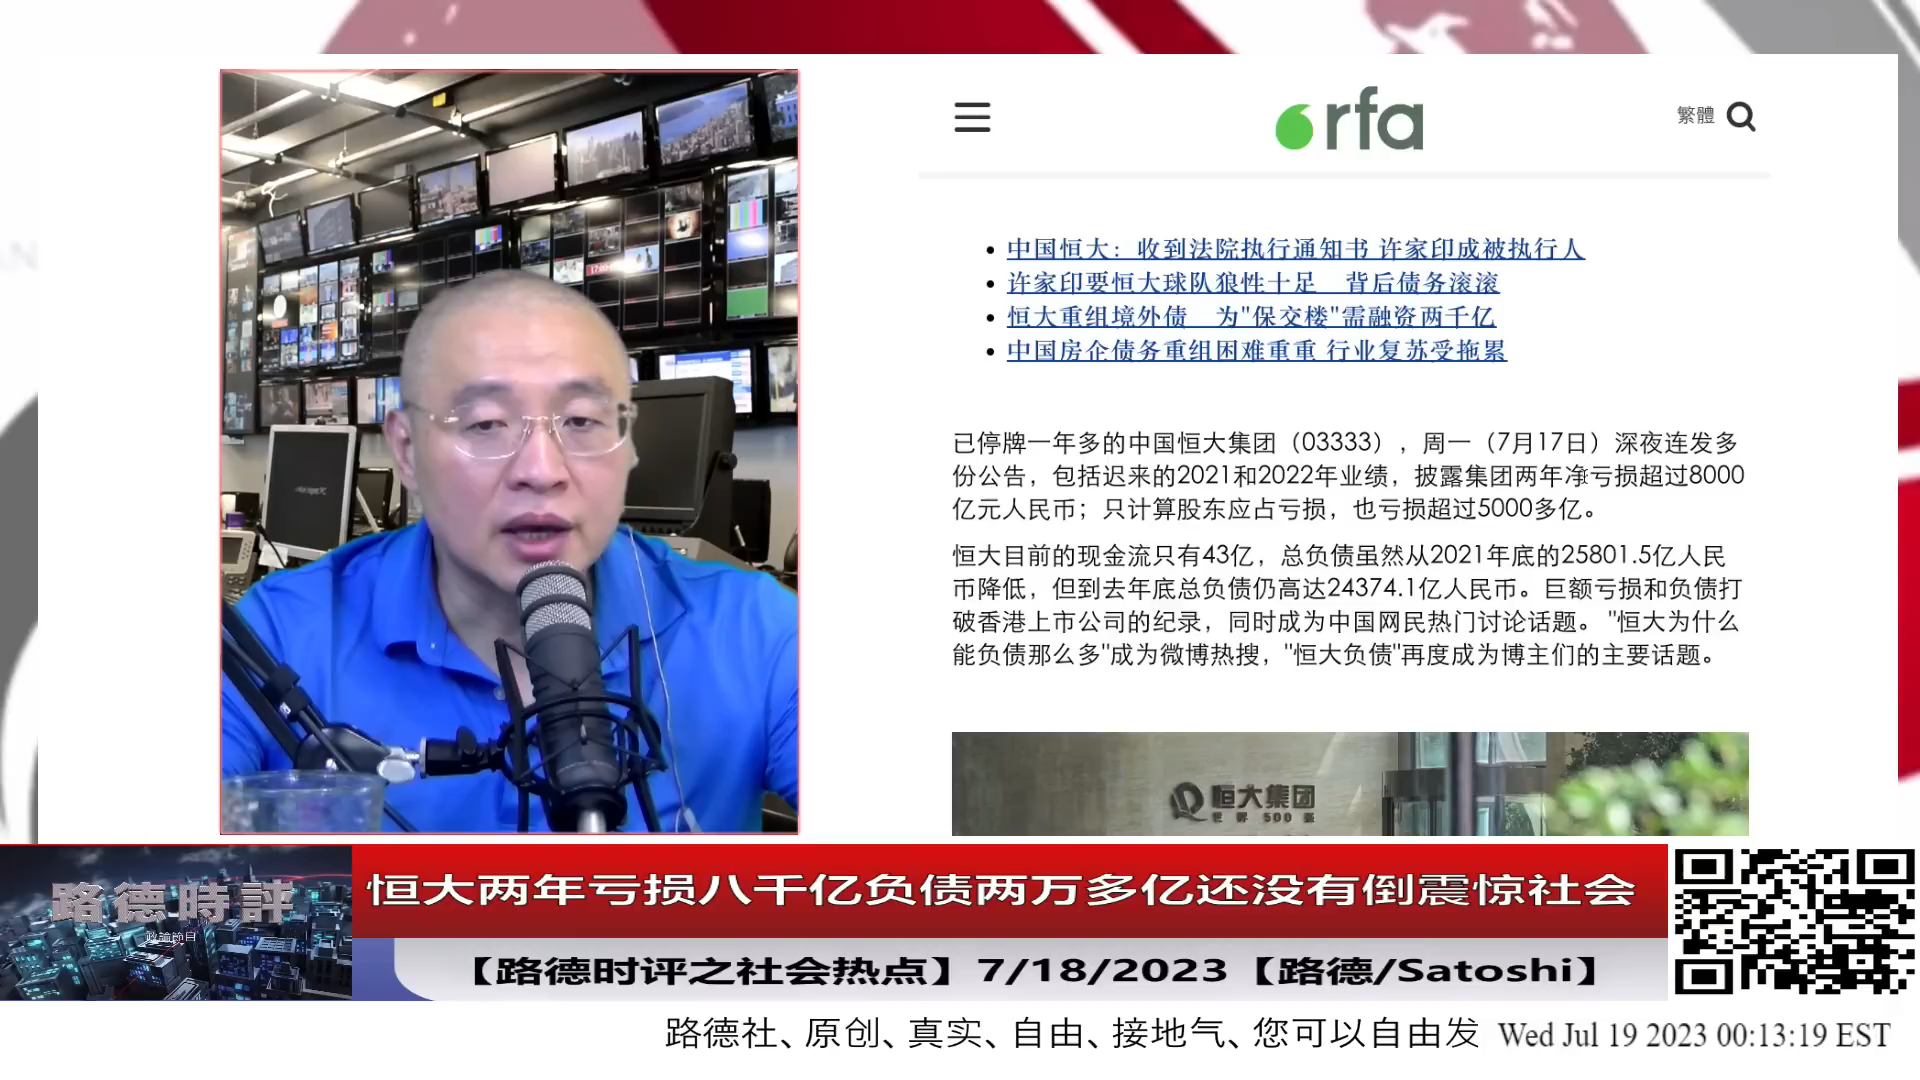 rfa
繁體
中国恒大：收到法院执行通知书 许家印成被执行人
许家印要恒大球队狼性十足 背后债务滚滚
恒大重组境外债 为"保交楼"需融资两千亿
中国房企债务重组困难重重 行业复苏受拖累
已停牌一年多的中国恒大集团（03333），周一（7月17日）深夜连发多
份公告，包括迟来的2021和2022年业绩，披露集团两年净亏损超过8000
亿元人民币；只计算股东应占亏损，也亏损超过5000多亿。
恒大目前的现金流只有43亿，总负债虽然从2021年底的25801.5亿人民
币降低，但到去年底总负债仍高达24374.1亿人民币。巨额亏损和负债打
破香港上市公司的纪录，同时成为中国网民热门讨论话题。"恒大为什么
能负债那么多"成为微博热搜，"恒大负债"再度成为博主们的主要话题。
恒大集团
世界500强
路德時評
政論節目
恒大两年亏损八千亿负债两万多亿还没有倒震惊社会
【路德时评之社会热点】7/18/2023【路德/Satoshi】
路德社、原创、真实、自由、接地气、您可以自由发
Wed Jul 19 2023 00:13:19 EST